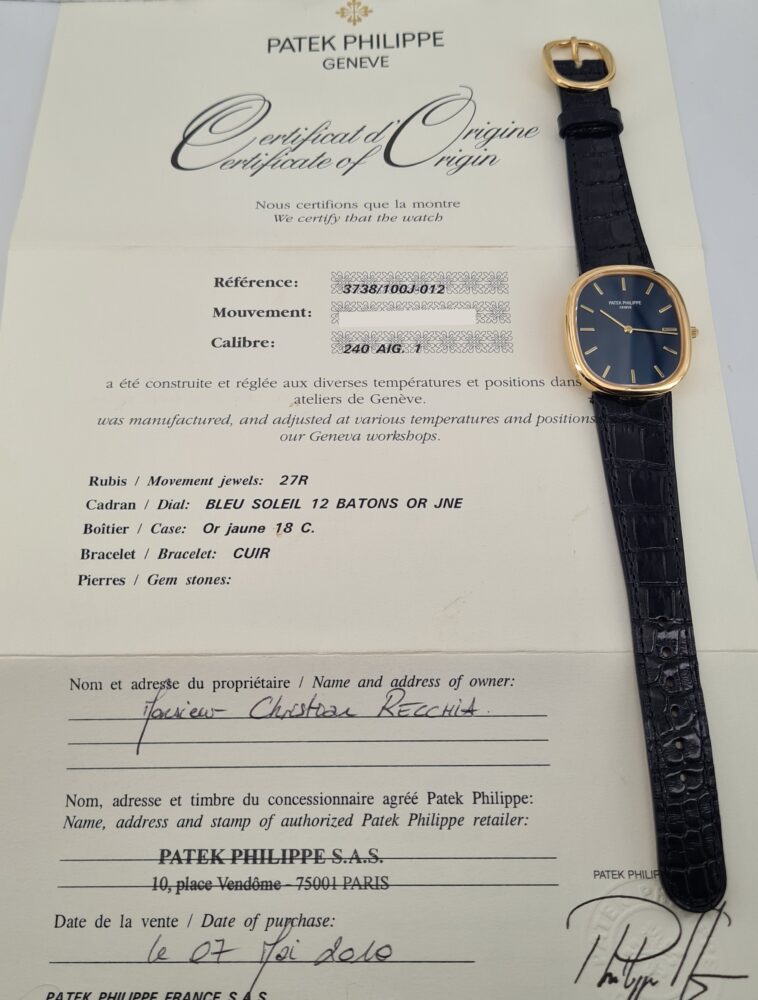 PATEK PHILIPPE
GENEVE
Certificat d'Origine
Certificate of Origin
Nous certifions que la montre
We certify that the watch
Référence: 3738/100J-012
Mouvement:
Calibre: 240 AIG. 1
a été construite et réglée aux diverses températures et positions dans
ateliers de Genève.
was manufactured, and adjusted at various temperatures and positions
our Geneva workshops.
Rubis / Movement jewels: 27R
Cadran / Dial: BLEU SOLEIL 12 BATONS OR JNE
Boîtier / Case: Or jaune 18 C.
Bracelet / Bracelet: CUIR
Pierres / Gem stones:
Nom et adresse du propriétaire / Name and address of owner:
Monsieur Christian RECCHIA.
Nom, adresse et timbre du concessionnaire agréé Patek Philippe:
Name, address and stamp of authorized Patek Philippe retailer:
PATEK PHILIPPE S.A.S.
10, place Vendôme - 75001 PARIS
Date de la vente / Date of purchase:
le 07 Mai 2010
PATEK PHILIPPE FRANCE S.A.S
PATEK PHILIP
PATEK PHILIPPE
GENEVE